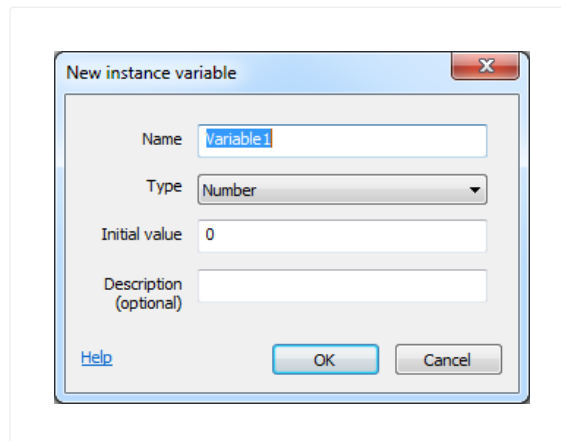 New instance variable
Name Variable1
Type Number
Initial value 0
Description
(optional)
Help OK Cancel